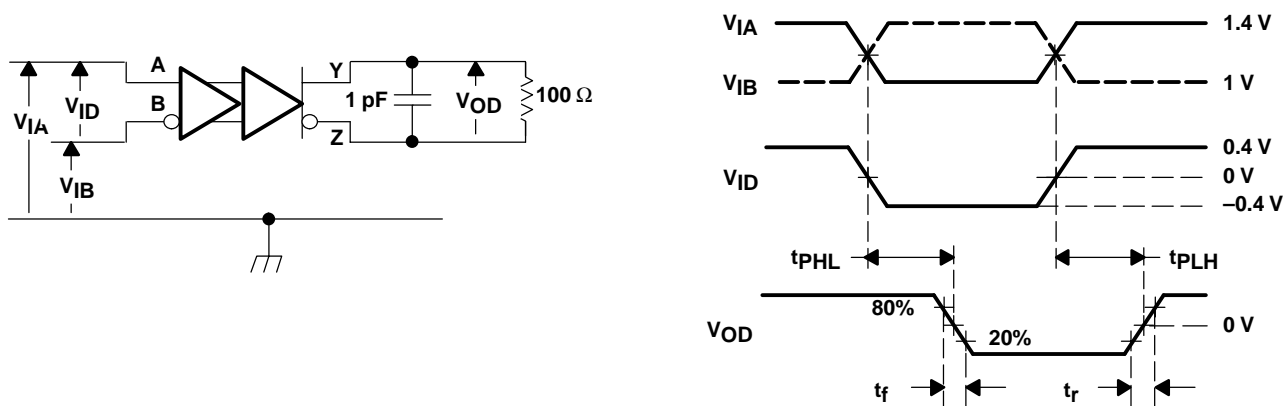 A
B
VIA
VID
VIB
Y
Z
1 pF
VOD
100 Ω
VIA
1.4 V
VIB
1 V
VID
0.4 V
0 V
–0.4 V
tPHL
tPLH
VOD
80%
20%
0 V
tf
tr